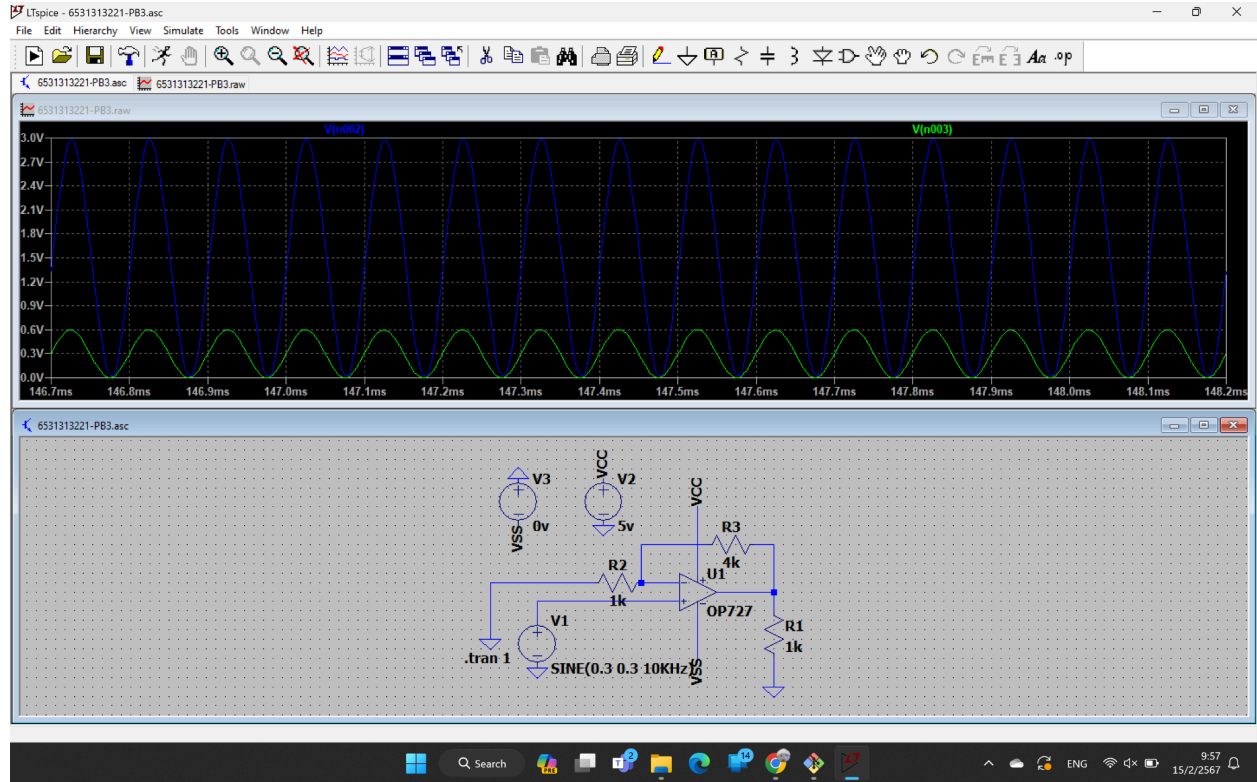 LTspice - 6531313221-PB3.asc
File Edit Hierarchy View Simulate Tools Window Help
Aa .op
6531313221-PB3.asc 6531313221-PB3.raw
6531313221-PB3.raw
V(n002) V(n003)
3.0V
2.7V
2.4V
2.1V
1.8V
1.5V
1.2V
0.9V
0.6V
0.3V
0.0V
146.7ms 146.8ms 146.9ms 147.0ms 147.1ms 147.2ms 147.3ms 147.4ms 147.5ms 147.6ms 147.7ms 147.8ms 147.9ms 148.0ms 148.1ms 148.2ms
6531313221-PB3.asc
V3
0v
VSS
VCC
V2
5v
VCC
R3
4k
R2
1k
U1
OP727
V1
R1
1k
.tran 1
SINE(0.3 0.3 10KHz)
VSS
Search
PRE
2
14
ENG
9:57
15/2/2567